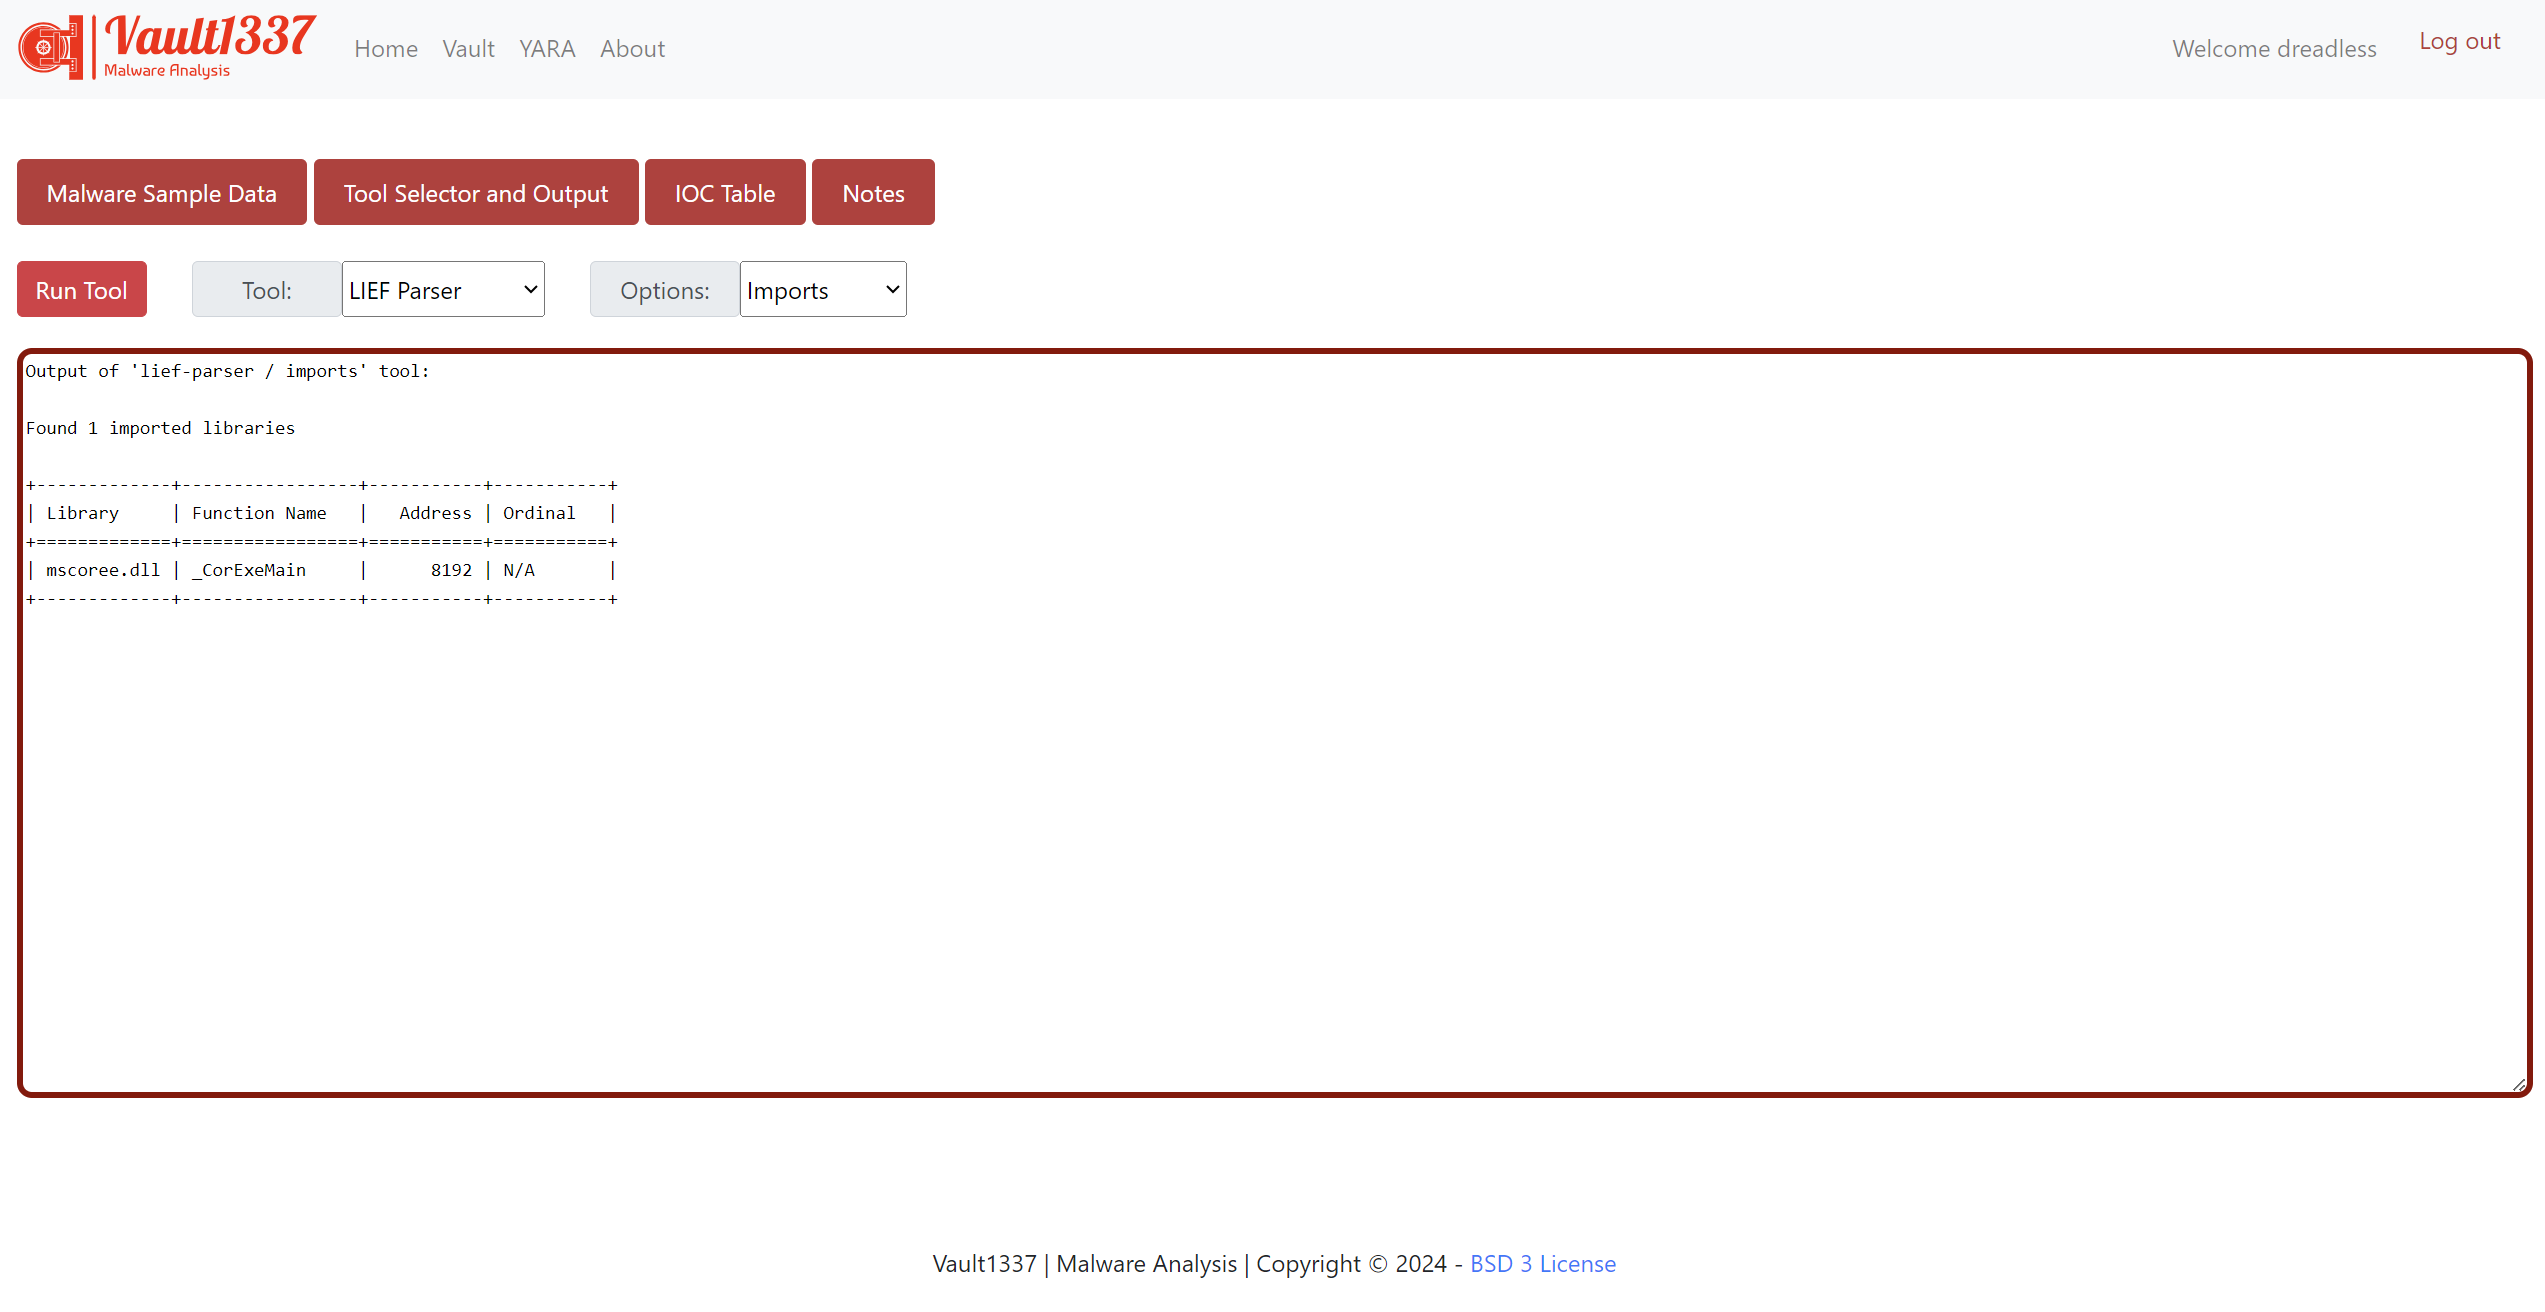 Vault1337
Malware Analysis
Home Vault YARA About
Welcome dreadless Log out
Malware Sample Data Tool Selector and Output IOC Table Notes
Run Tool Tool: LIEF Parser Options: Imports
Output of 'lief-parser / imports' tool:
Found 1 imported libraries
+-------------+-----------------+-----------+-----------+
| Library     | Function Name   |   Address | Ordinal   |
+=============+=================+===========+===========+
| mscoree.dll | _CorExeMain     |      8192 | N/A       |
+-------------+-----------------+-----------+-----------+
Vault1337 | Malware Analysis | Copyright © 2024 - BSD 3 License